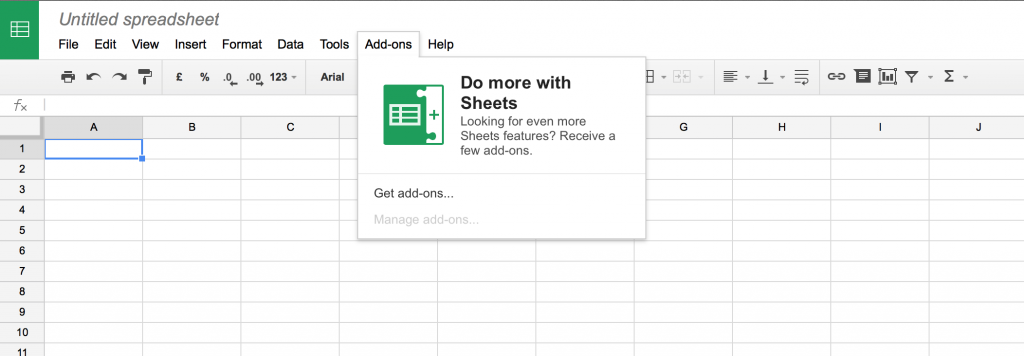 Untitled spreadsheet
File Edit View Insert Format Data Tools Add-ons Help
£ % .0 .00 123 Arial
Do more with
Sheets
Looking for even more
Sheets features? Receive a
few add-ons.
Get add-ons...
Manage add-ons...
fx
A B C G H I J
1
2
3
4
5
6
7
8
9
10
11